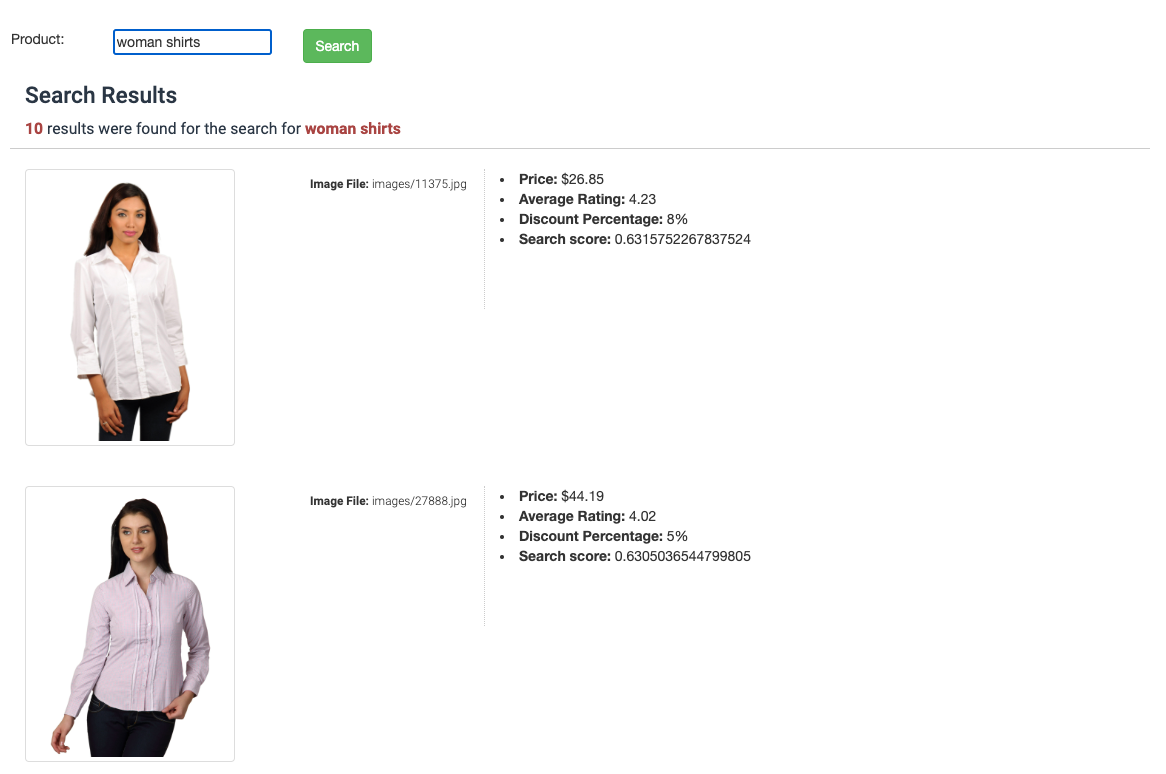 Product: woman shirts Search
Search Results
10 results were found for the search for woman shirts
Image File: images/11375.jpg
Price: $26.85
Average Rating: 4.23
Discount Percentage: 8%
Search score: 0.6315752267837524
Image File: images/27888.jpg
Price: $44.19
Average Rating: 4.02
Discount Percentage: 5%
Search score: 0.6305036544799805